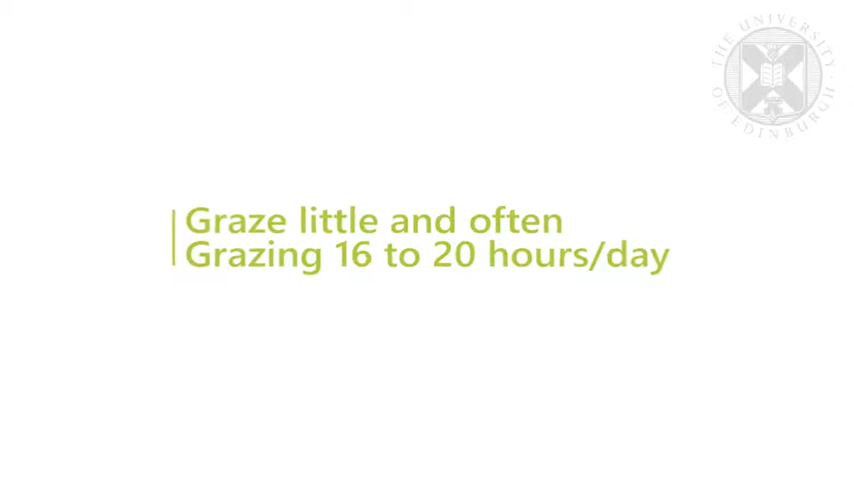 THE UNIVERSITY OF EDINBURGH
Graze little and often
Grazing 16 to 20 hours/day